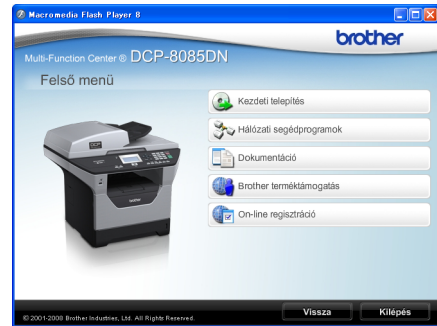 Macromedia Flash Player 8
brother
Multi-Function Center ® DCP-8085DN
Felső menü
Kezdeti telepítés
Hálózati segédprogramok
Dokumentáció
Brother terméktámogatás
On-line regisztráció
© 2001-2008 Brother Industries, Ltd. All Rights Reserved.
Vissza
Kilépés